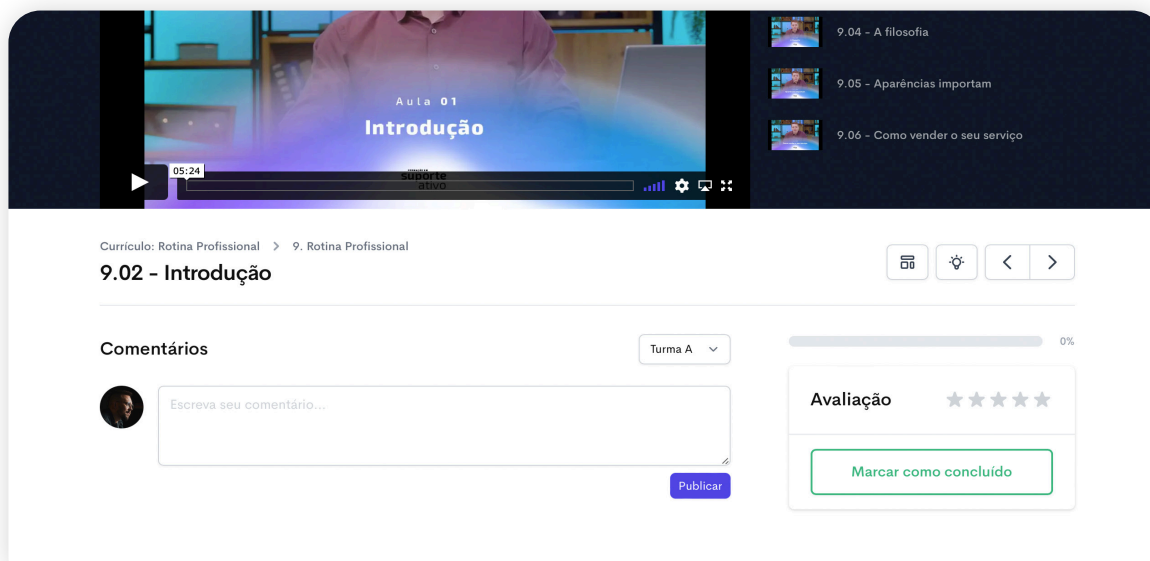 9.04 - A filosofia
9.05 - Aparências importam
9.06 - Como vender o seu serviço
Aula 01
Introdução
05:24
suporte
ativo
Currículo: Rotina Profissional > 9. Rotina Profissional
9.02 - Introdução
Comentários
Turma A
0%
Escreva seu comentário...
Publicar
Avaliação
Marcar como concluído